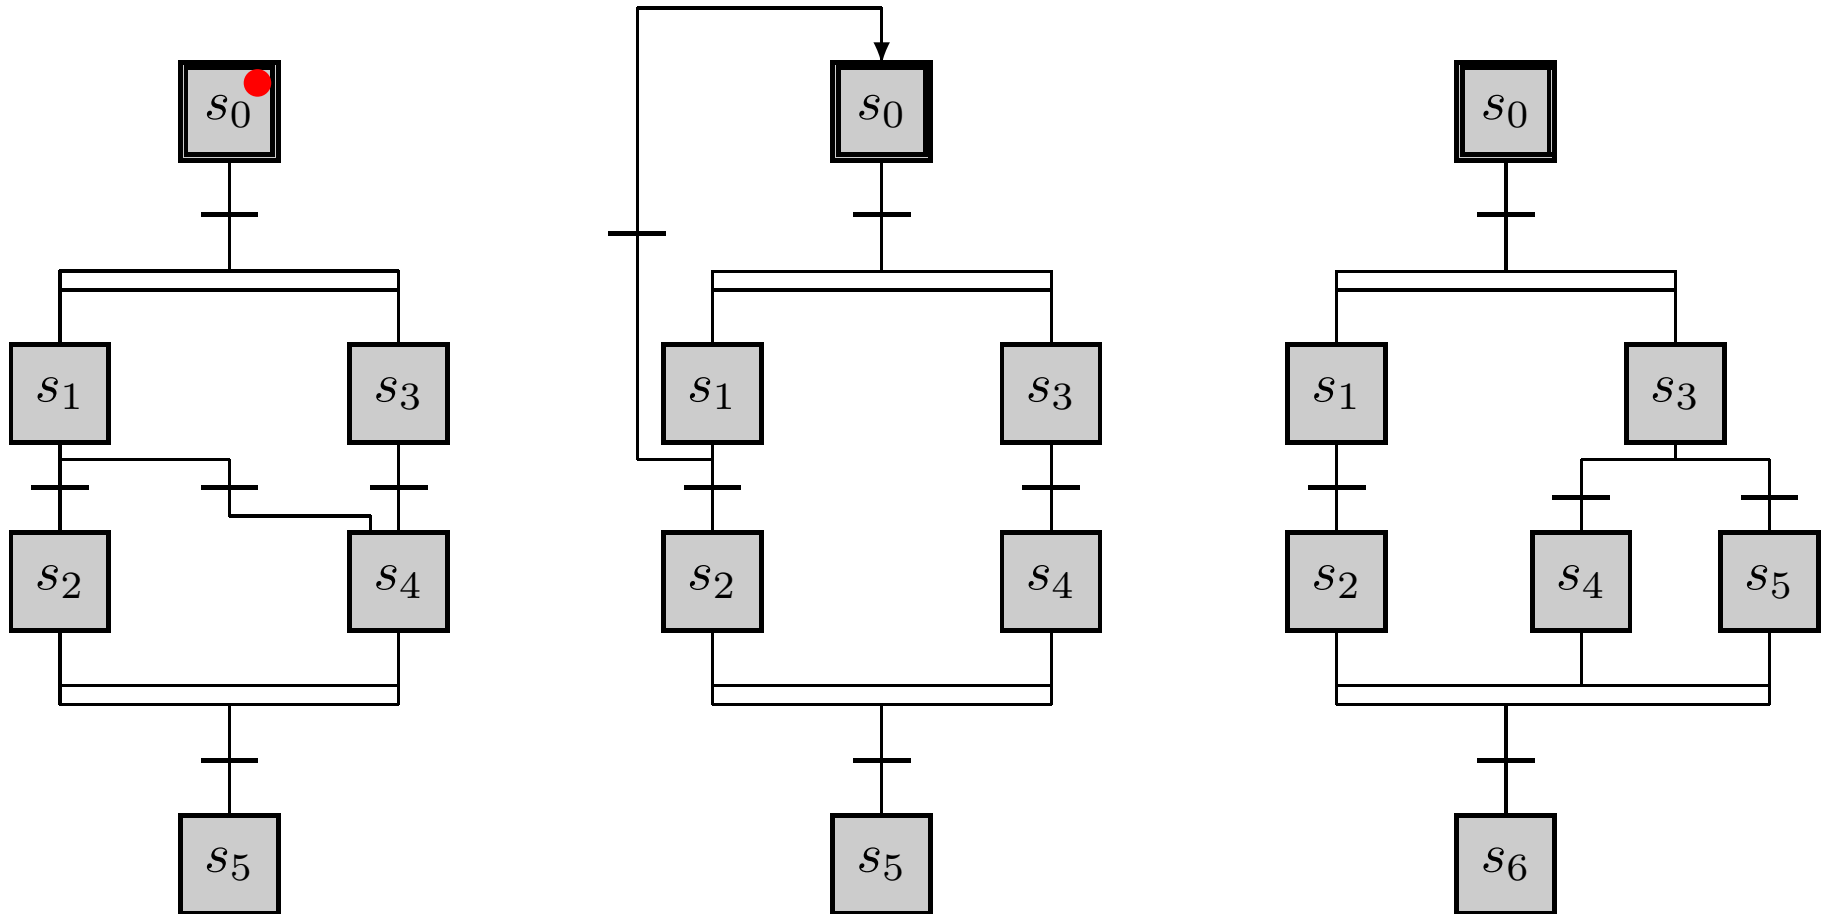 s₀ s₀ s₀
s₁ s₃ s₁ s₃ s₁ s₃
s₂ s₄ s₂ s₄ s₂ s₄ s₅
s₅ s₅ s₆